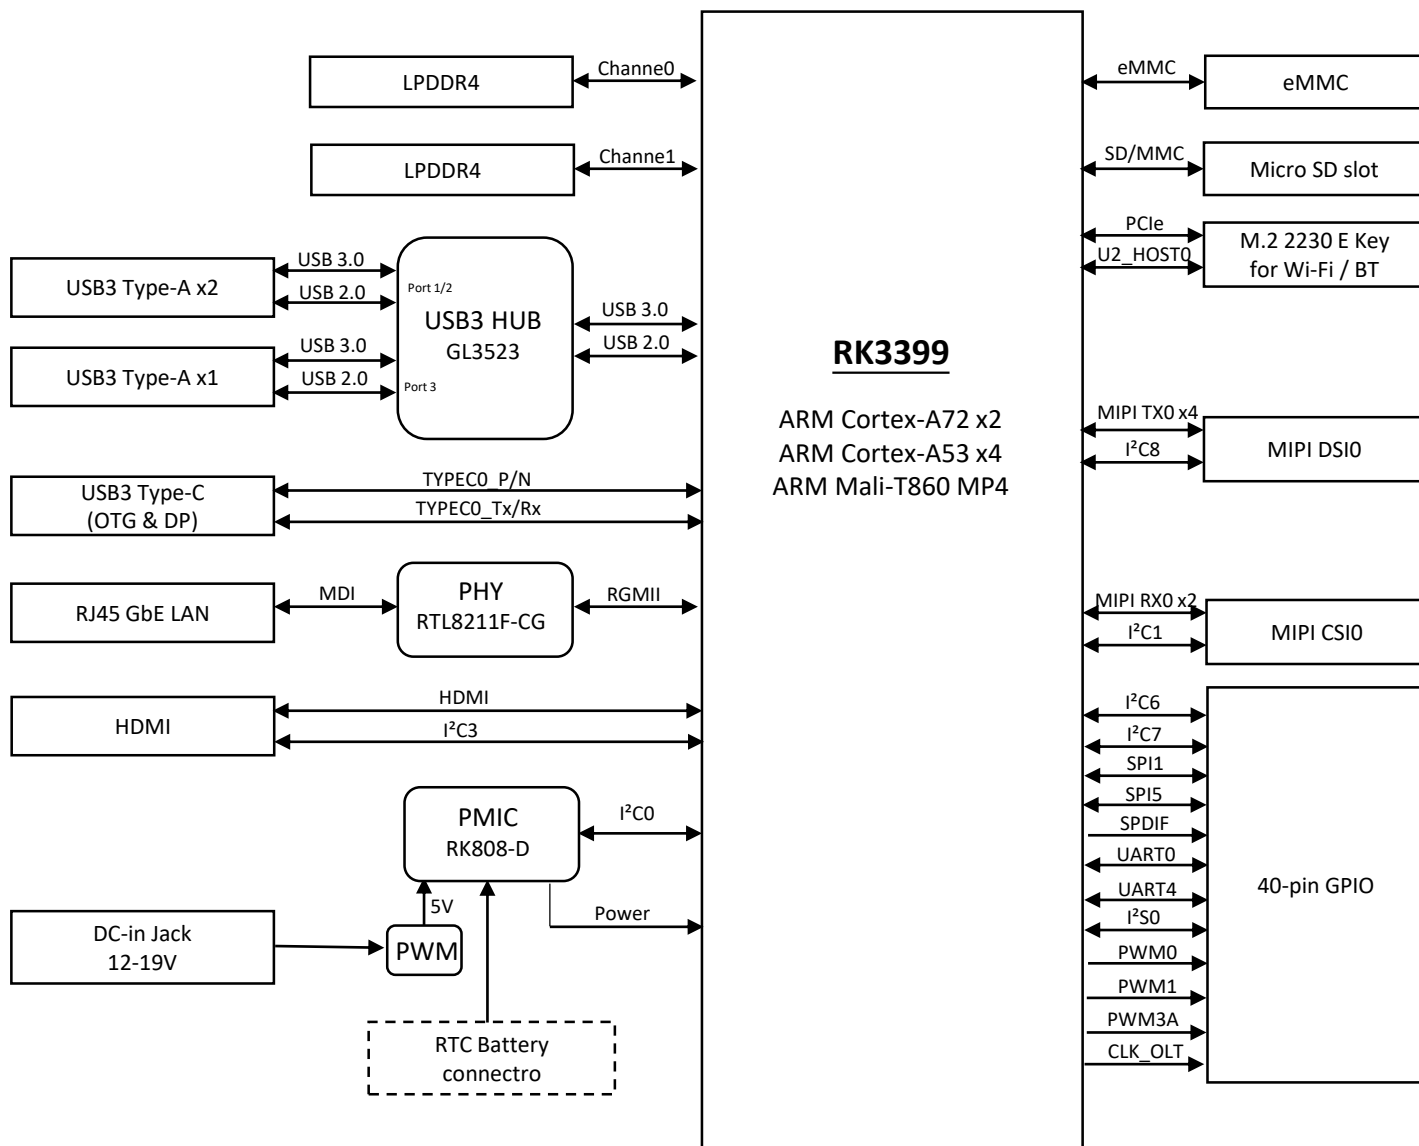 LPDDR4
Channe0
LPDDR4
Channe1
USB3 Type-A x2
USB 3.0
USB 2.0
USB3 Type-A x1
USB 3.0
USB 2.0
Port 1/2
USB3 HUB
GL3523
Port 3
USB 3.0
USB 2.0
USB3 Type-C
(OTG & DP)
TYPEC0_P/N
TYPEC0_Tx/Rx
RJ45 GbE LAN
MDI
PHY
RTL8211F-CG
RGMII
HDMI
HDMI
I²C3
PMIC
RK808-D
I²C0
5V
Power
DC-in Jack
12-19V
PWM
RTC Battery
connectro
RK3399
ARM Cortex-A72 x2
ARM Cortex-A53 x4
ARM Mali-T860 MP4
eMMC
eMMC
SD/MMC
Micro SD slot
PCIe
U2_HOST0
M.2 2230 E Key
for Wi-Fi / BT
MIPI TX0 x4
I²C8
MIPI DSI0
MIPI RX0 x2
I²C1
MIPI CSI0
I²C6
I²C7
SPI1
SPI5
SPDIF
UART0
UART4
I²S0
PWM0
PWM1
PWM3A
CLK_OLT
40-pin GPIO